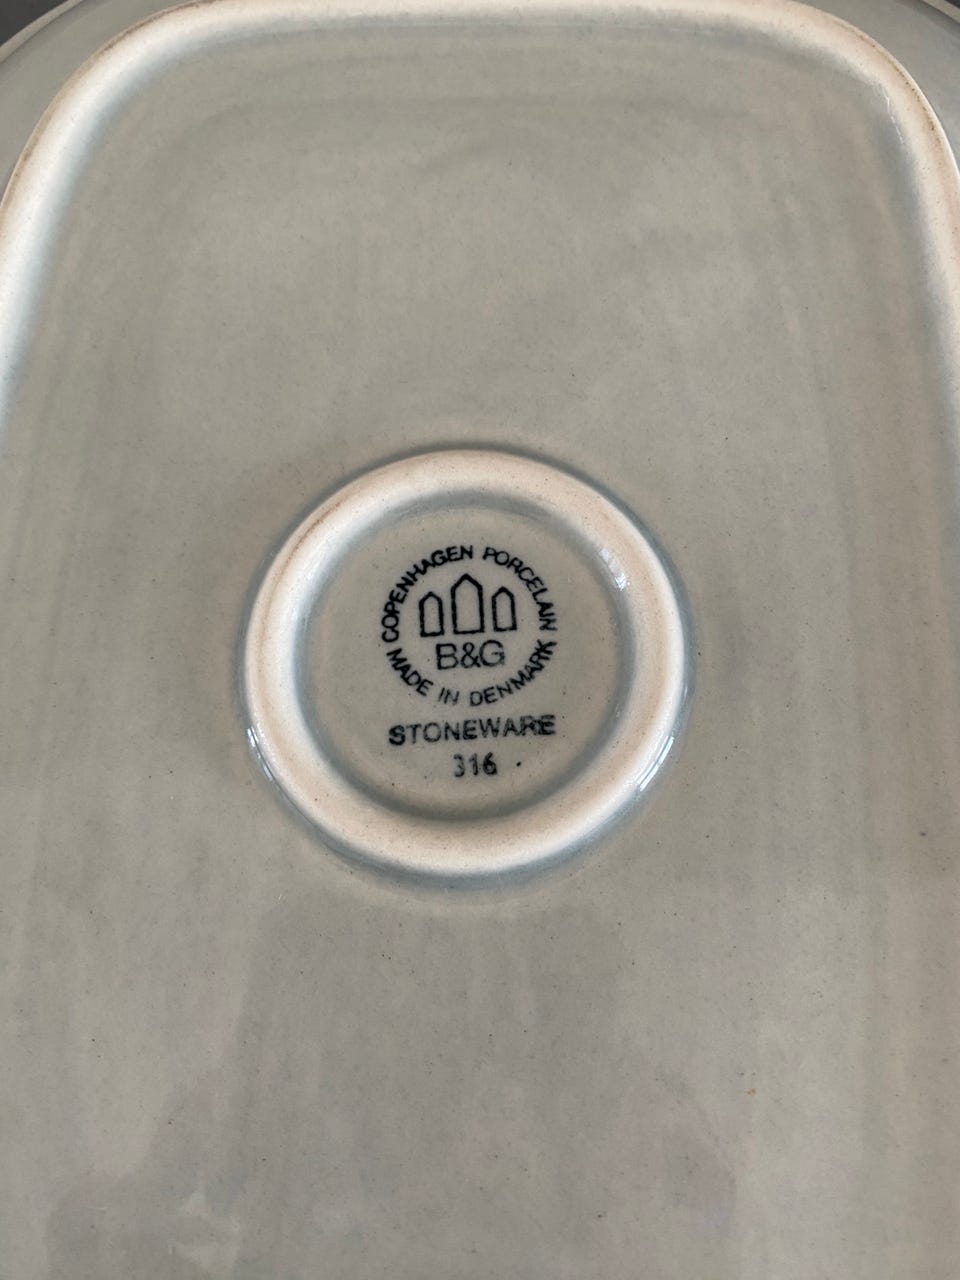 COPENHAGEN PORCELAIN
B&G
MADE IN DENMARK
STONEWARE
316